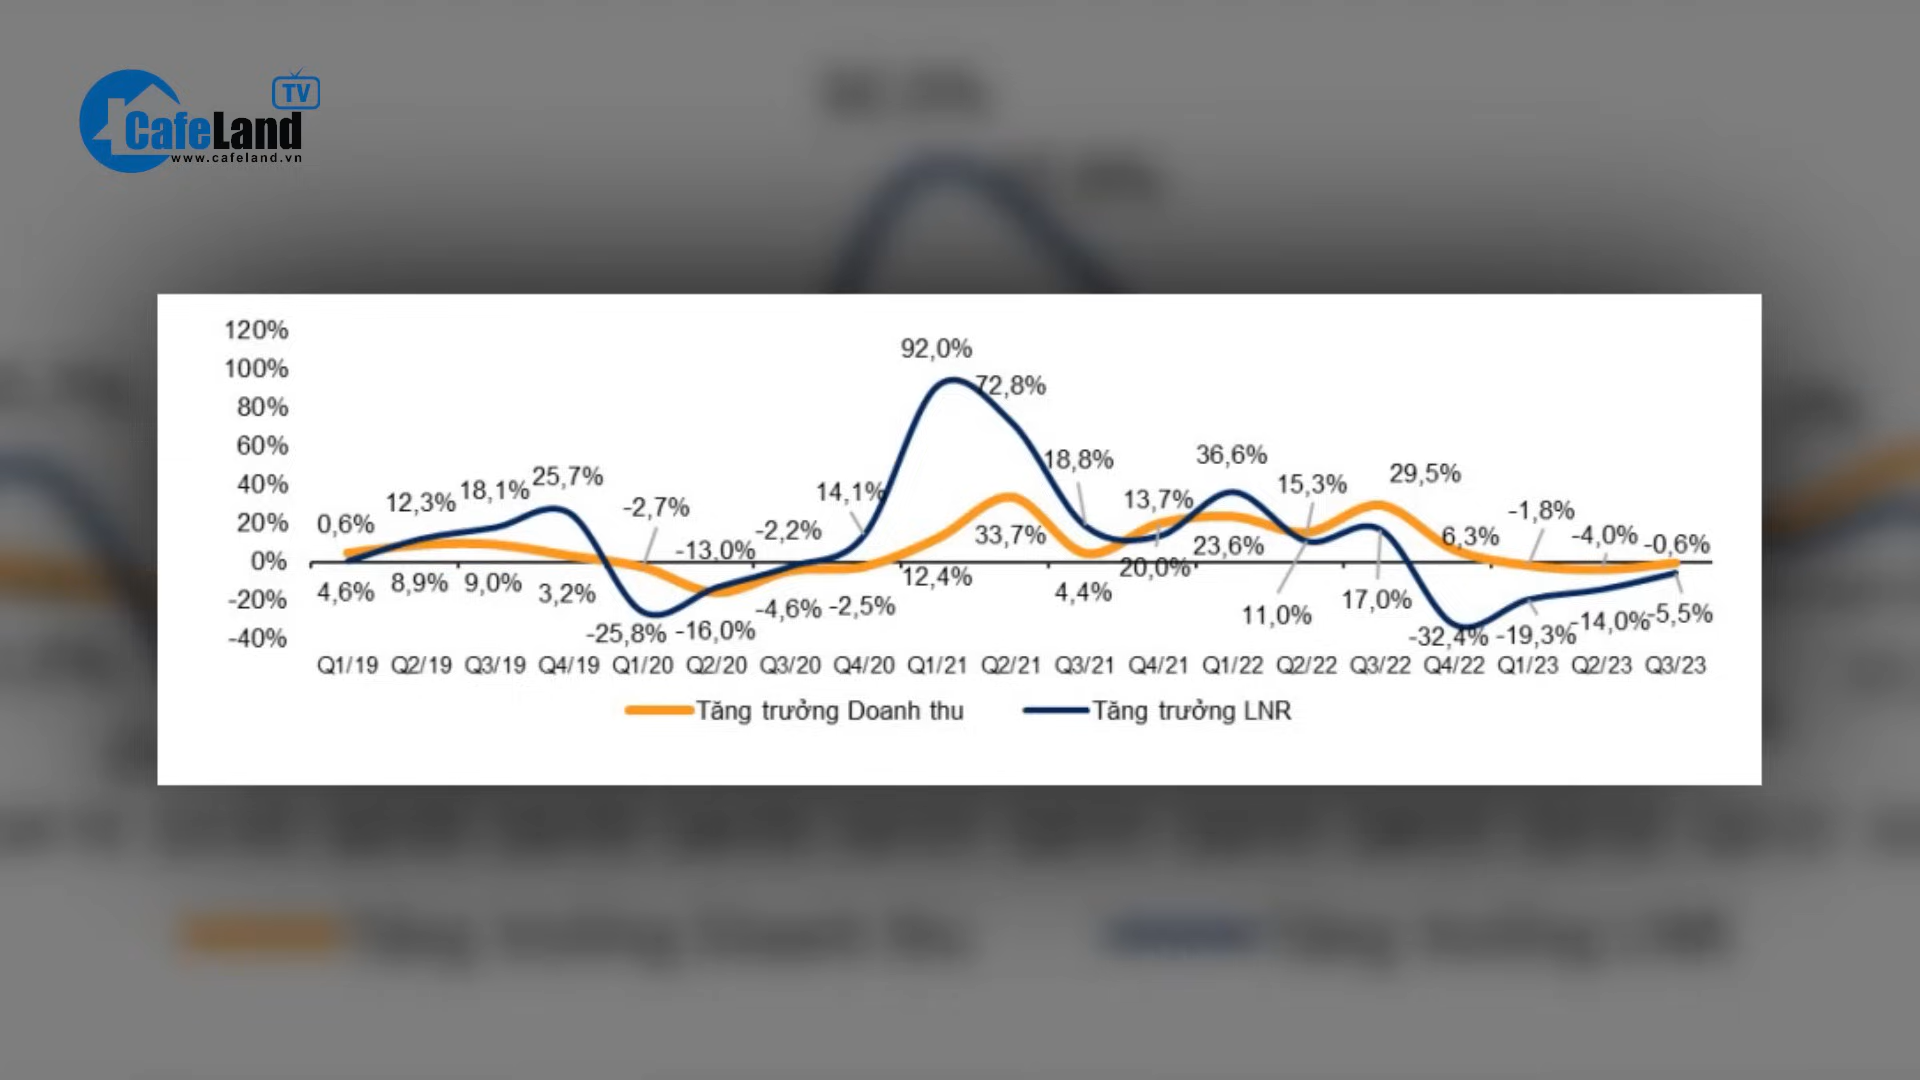 TV
CafeLand
www.cafeland.vn
120%
100%
80%
60%
40%
20%
0%
-20%
-40%
0,6% 12,3% 18,1% 25,7% -2,7% -13,0% -2,2% 14,1% 92,0% 72,8% 18,8% 13,7% 36,6% 15,3% 29,5% 6,3% -1,8% -4,0% -0,6%
4,6% 8,9% 9,0% 3,2% -25,8% -16,0% -4,6% -2,5% 12,4% 33,7% 4,4% 20,0% 23,6% 11,0% 17,0% -32,4% -19,3% -14,0% -5,5%
Q1/19 Q2/19 Q3/19 Q4/19 Q1/20 Q2/20 Q3/20 Q4/20 Q1/21 Q2/21 Q3/21 Q4/21 Q1/22 Q2/22 Q3/22 Q4/22 Q1/23 Q2/23 Q3/23
Tăng trưởng Doanh thu Tăng trưởng LNR